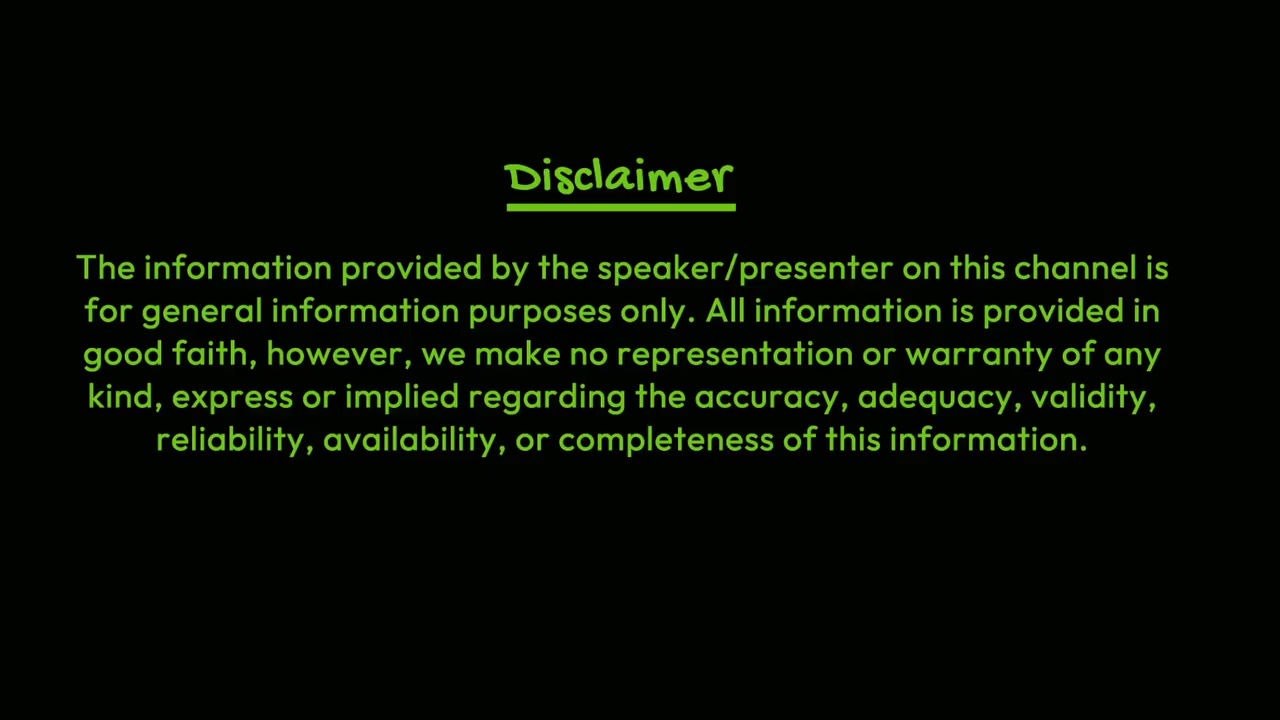 Disclaimer
The information provided by the speaker/presenter on this channel is
for general information purposes only. All information is provided in
good faith, however, we make no representation or warranty of any
kind, express or implied regarding the accuracy, adequacy, validity,
reliability, availability, or completeness of this information.